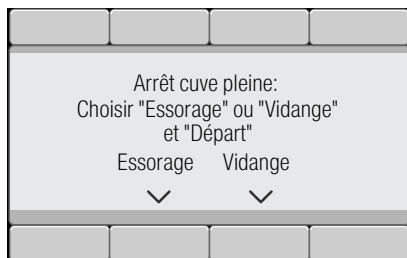 Arrêt cuve pleine:
Choisir "Essorage" ou "Vidange"
et "Départ"
Essorage Vidange